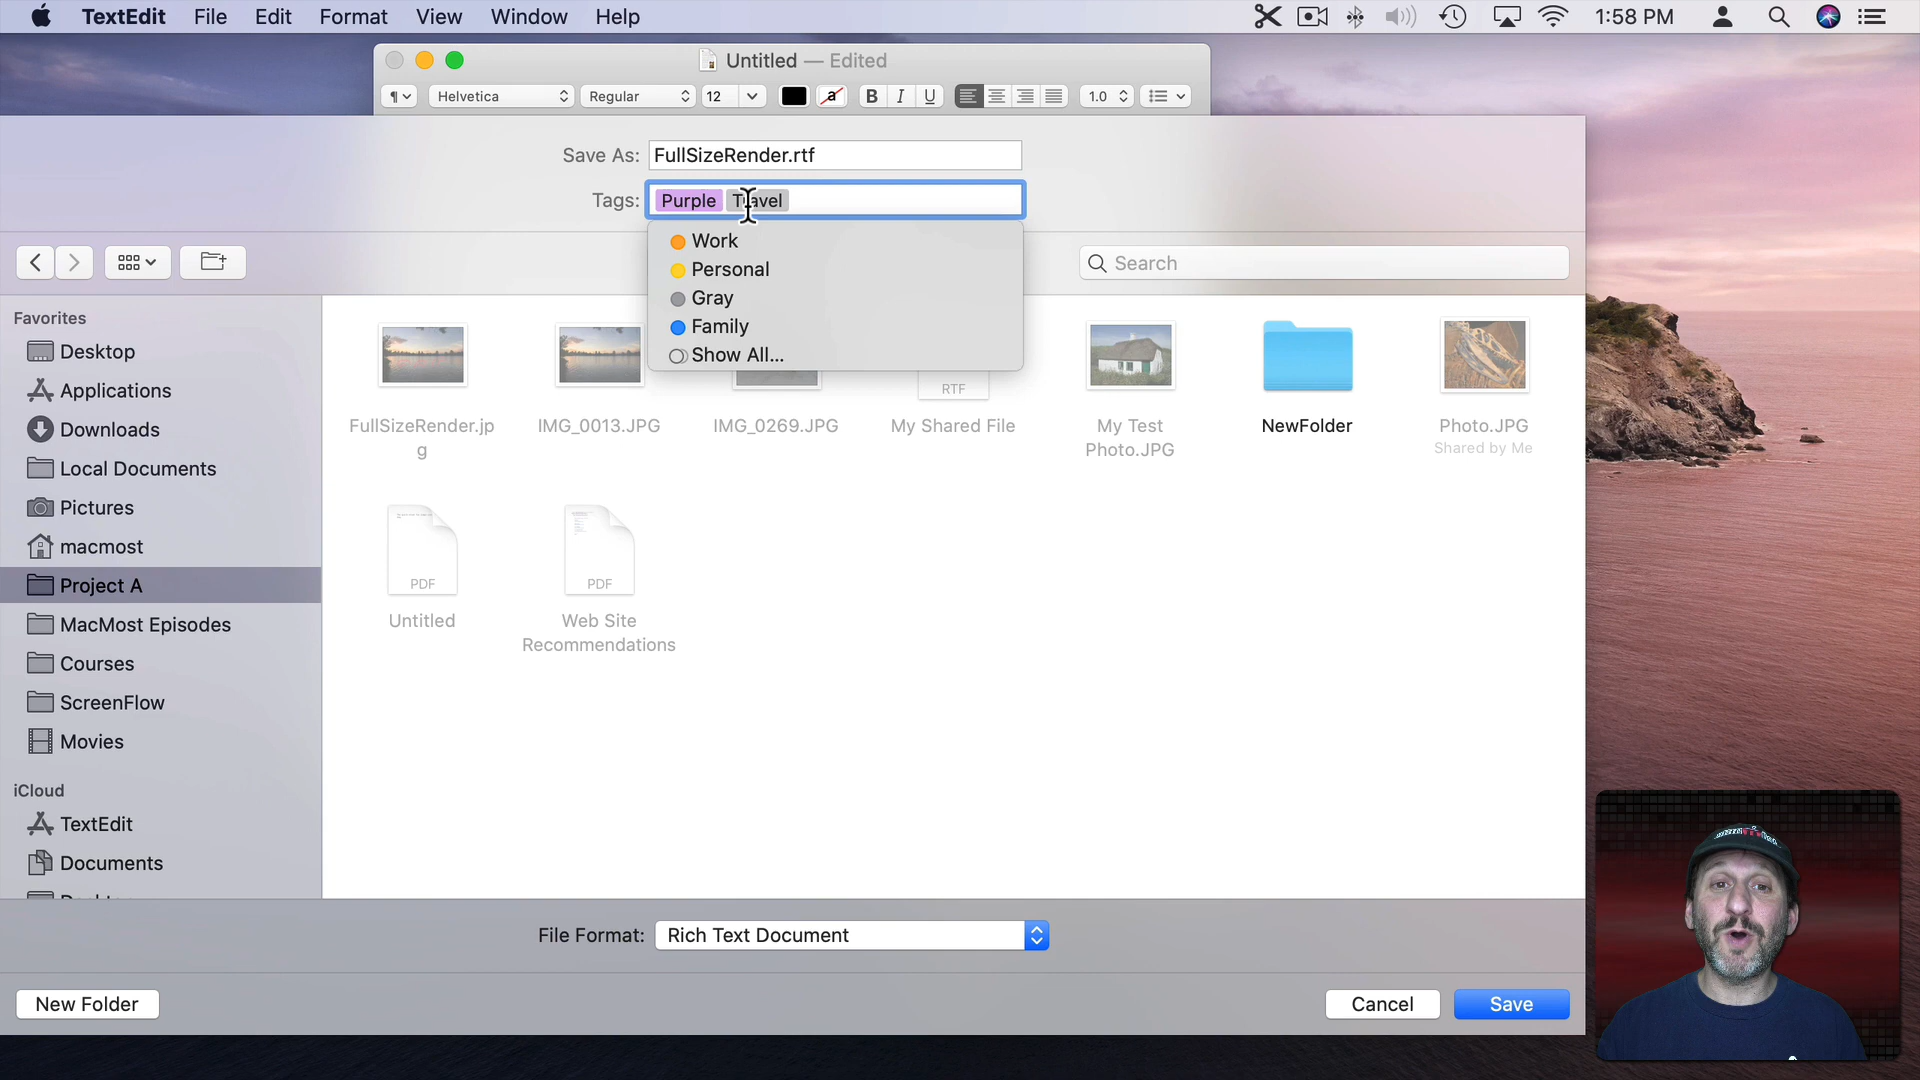 TextEdit File Edit Format View Window Help 1:58 PM
Untitled — Edited
¶ Helvetica Regular 12 a B I U 1.0
Save As: FullSizeRender.rtf
Tags: Purple Travel
Work
Personal
Gray
Family
Show All...
Search
Favorites
Desktop
Applications
Downloads
Local Documents
Pictures
macmost
Project A
MacMost Episodes
Courses
ScreenFlow
Movies
iCloud
TextEdit
Documents
RTF
FullSizeRender.jp
g
IMG_0013.JPG
IMG_0269.JPG
My Shared File
My Test
Photo.JPG
NewFolder
Photo.JPG
Shared by Me
PDF
Untitled
PDF
Web Site
Recommendations
File Format: Rich Text Document
New Folder Cancel Save